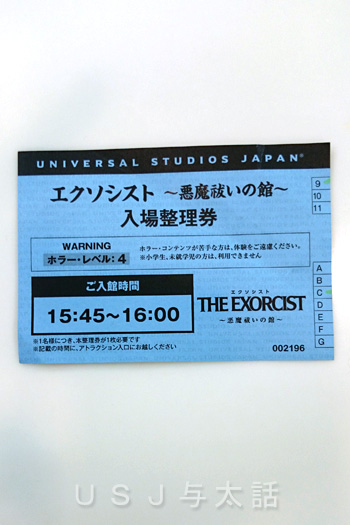 UNIVERSAL STUDIOS JAPAN®
エクソシスト ～悪魔祓いの館～
入場整理券
9
10
11
WARNING
ホラー・レベル：4
ホラー・コンテンツが苦手な方は、体験をご遠慮ください。
※小学生、未就学児の方は、利用できません
ご入館時間
15:45～16:00
エクソシスト
THE EXORCIST
～悪魔祓いの館～
A
B
C
D
E
F
G
※1名様につき、本整理券が1枚必要です
※記載の時間に、アトラクション入口にお越しください
002196
USJ与太話